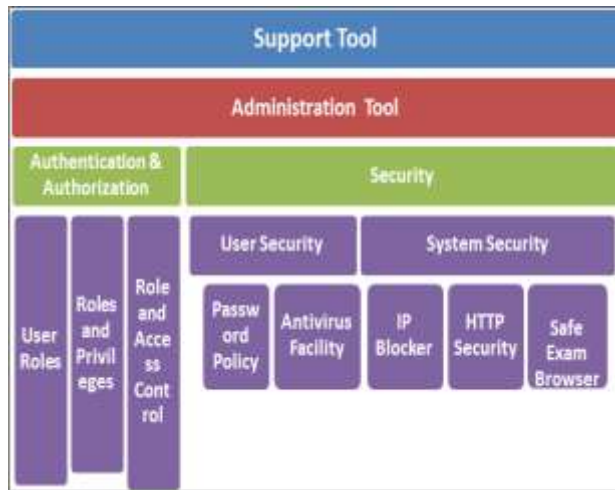 Support Tool
Administration Tool
Authentication &
Authorization
Security
User
Roles
Roles
and
Privil
eges
Role
and
Acce
ss
Cont
rol
User Security
System Security
Passw
ord
Policy
Antivirus
Facility
IP
Blocker
HTTP
Security
Safe
Exam
Browser